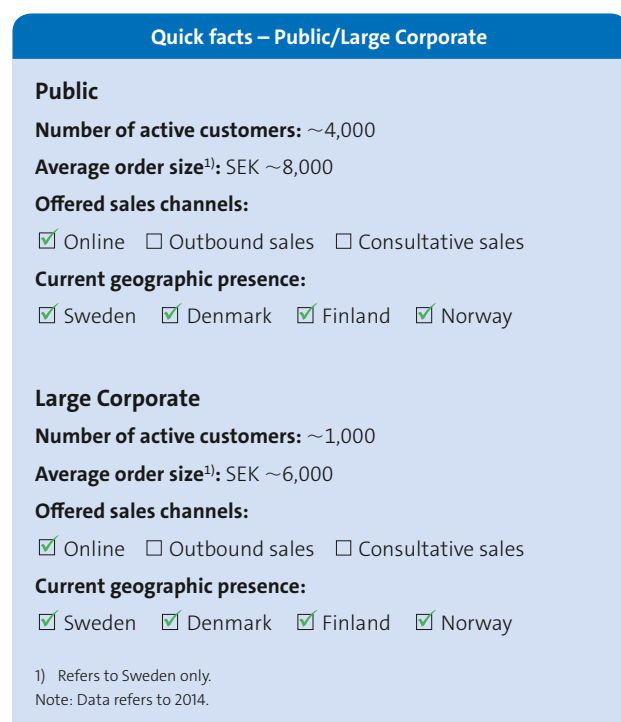 Quick facts – Public/Large Corporate
Public
Number of active customers: ~4,000
Average order size1): SEK ~8,000
Offered sales channels:
☑ Online ☐ Outbound sales ☐ Consultative sales
Current geographic presence:
☑ Sweden ☑ Denmark ☑ Finland ☑ Norway
Large Corporate
Number of active customers: ~1,000
Average order size1): SEK ~6,000
Offered sales channels:
☑ Online ☐ Outbound sales ☐ Consultative sales
Current geographic presence:
☑ Sweden ☑ Denmark ☑ Finland ☑ Norway
1) Refers to Sweden only.
Note: Data refers to 2014.